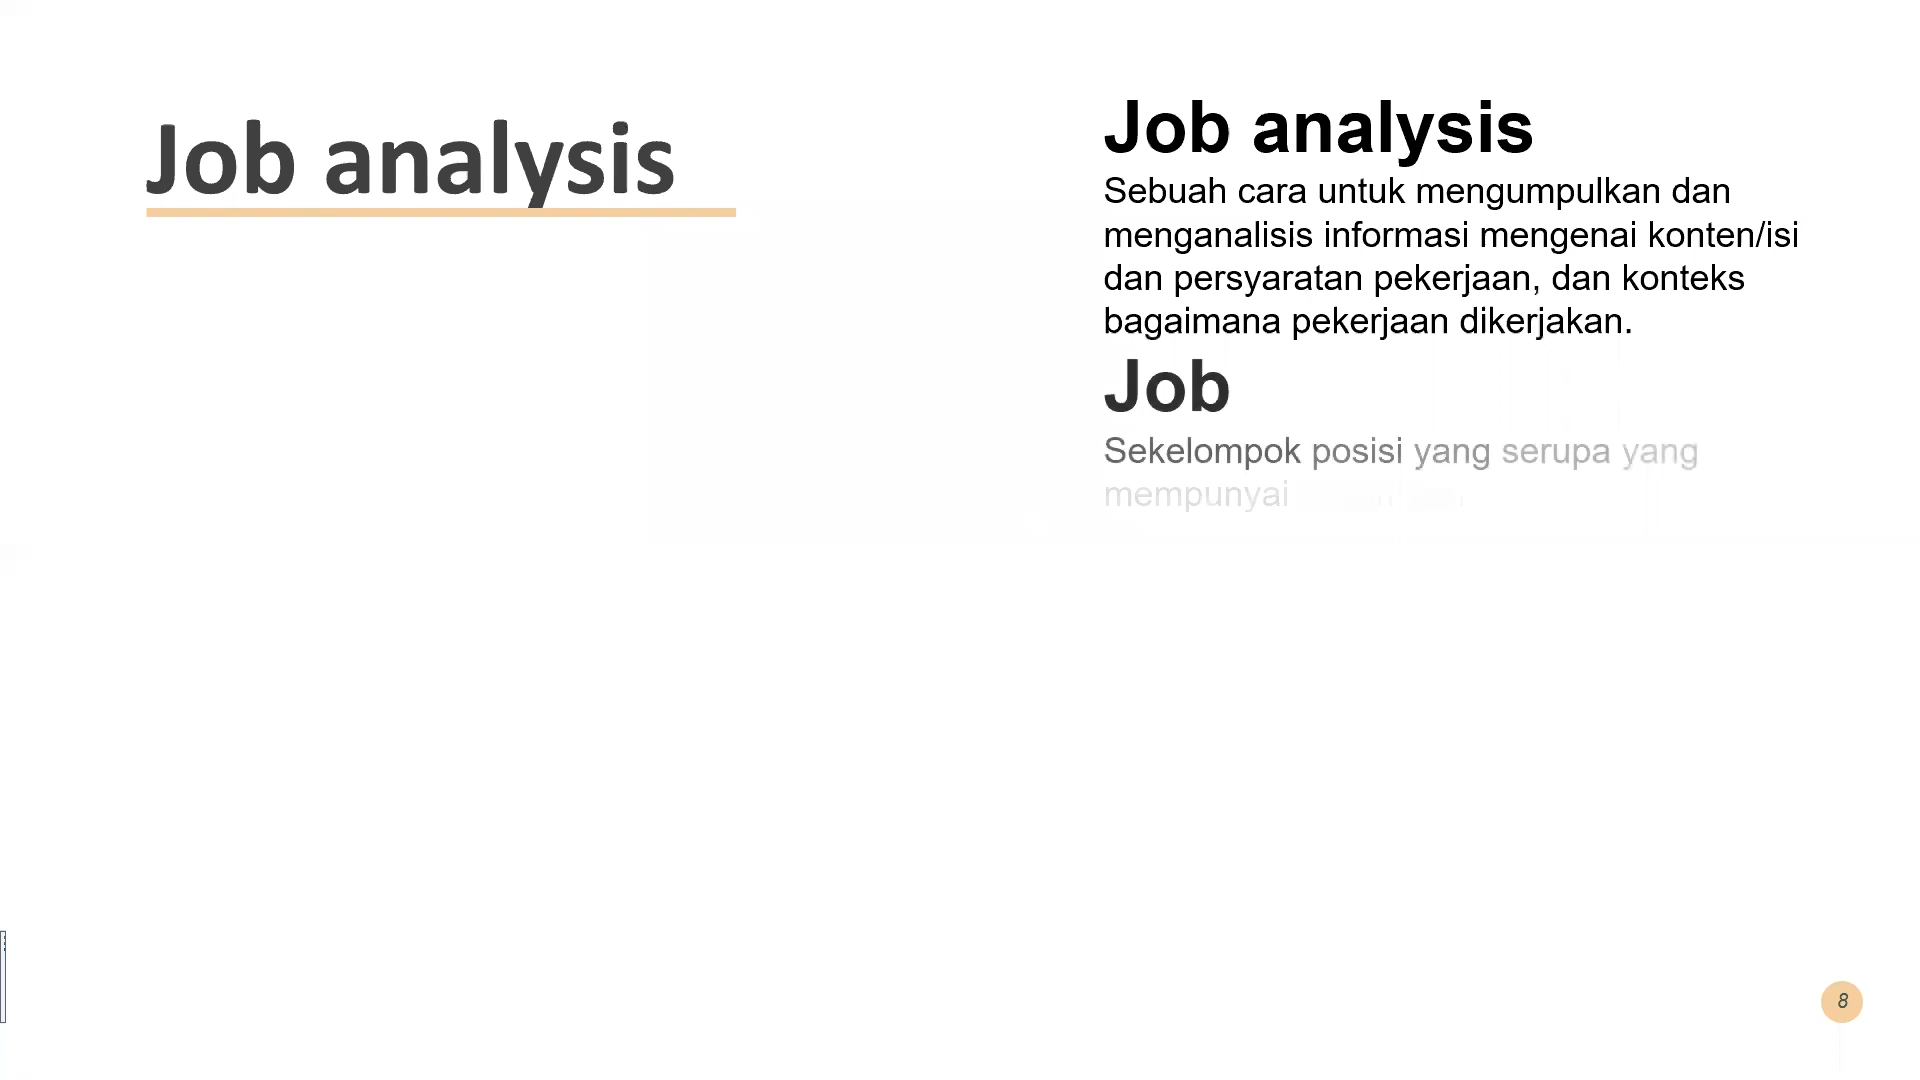 Job analysis
Job analysis
Sebuah cara untuk mengumpulkan dan
menganalisis informasi mengenai konten/isi
dan persyaratan pekerjaan, dan konteks
bagaimana pekerjaan dikerjakan.
Job
Sekelompok posisi yang serupa yang
mempunyai
8